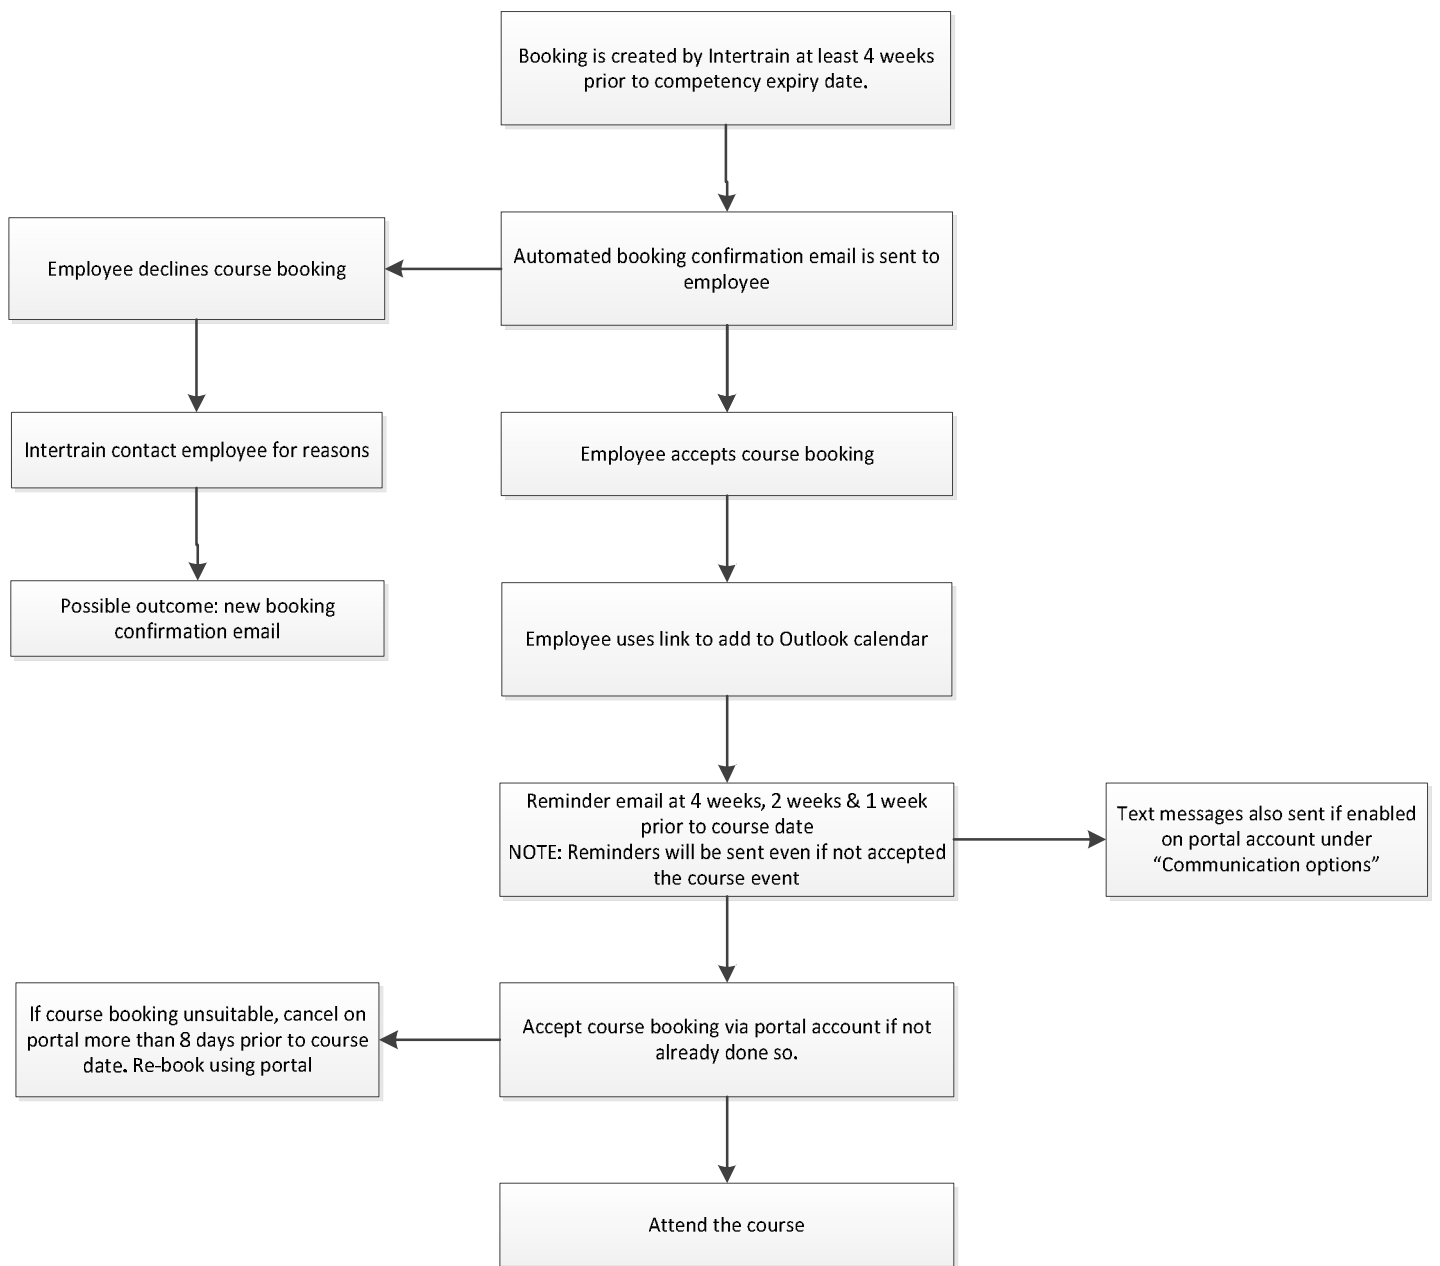 Booking is created by Intertrain at least 4 weeks
prior to competency expiry date.
Employee declines course booking
Automated booking confirmation email is sent to
employee
Intertrain contact employee for reasons
Employee accepts course booking
Possible outcome: new booking
confirmation email
Employee uses link to add to Outlook calendar
Reminder email at 4 weeks, 2 weeks & 1 week
prior to course date
NOTE: Reminders will be sent even if not accepted
the course event
Text messages also sent if enabled
on portal account under
“Communication options”
If course booking unsuitable, cancel on
portal more than 8 days prior to course
date. Re-book using portal
Accept course booking via portal account if not
already done so.
Attend the course